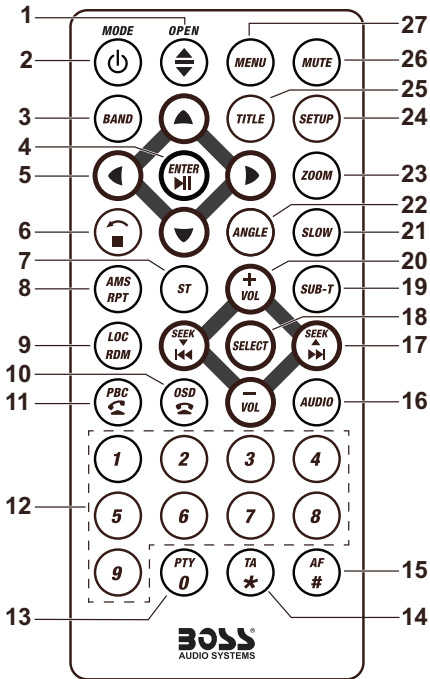 1 MODE OPEN 27
2 MENU MUTE 26
25
3 BAND TITLE SETUP 24
4 ENTER
5 ZOOM 23
22
6 ANGLE SLOW 21
7 20
8 AMS RPT ST + VOL SUB-T 19
18
9 LOC RDM SEEK SELECT SEEK 17
10
11 PBC OSD − VOL AUDIO 16
1 2 3 4
12 5 6 7 8
9 PTY 0 TA * AF # 15
13 14
BOSS
AUDIO SYSTEMS